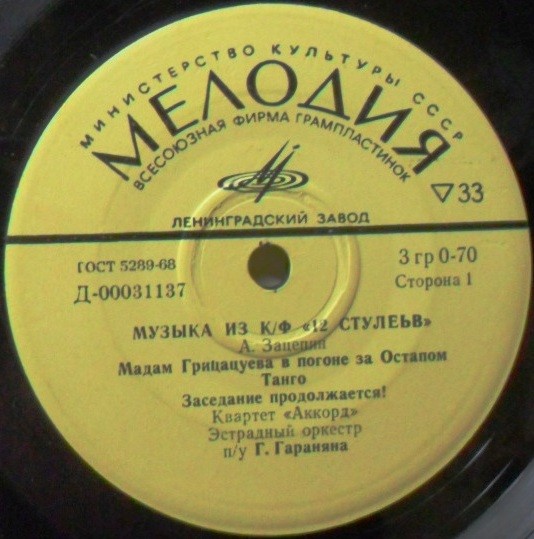 МИНИСТЕРСТВО КУЛЬТУРЫ СССР
МЕЛОДИЯ
ВСЕСОЮЗНАЯ ФИРМА ГРАМПЛАСТИНОК
▽33
ЛЕНИНГРАДСКИЙ ЗАВОД
ГОСТ 5289-68
Д-00031137
3 гр 0-70
Сторона 1
МУЗЫКА ИЗ К/Ф «12 СТУЛЕЬВ»
А. Зацепин
Мадам Грицацуева в погоне за Остапом
Танго
Заседание продолжается!
Квартет «Аккорд»
Эстрадный оркестр
п/у Г. Гараняна